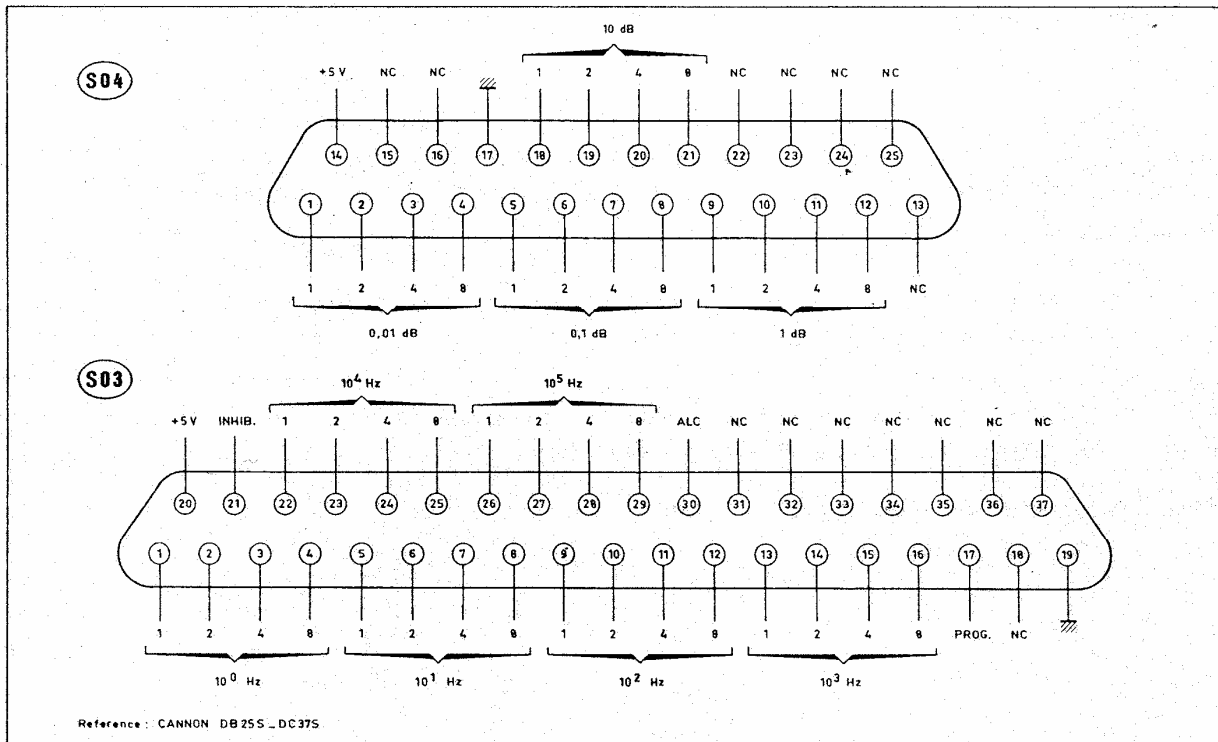 10 dB
S04
+5 V NC NC 1 2 4 8 NC NC NC NC
14 15 16 17 18 19 20 21 22 23 24 25
1 2 3 4 5 6 7 8 9 10 11 12 13
1 2 4 8 1 2 4 8 1 2 4 8 NC
0,01 dB 0,1 dB 1 dB
S03
10⁴ Hz 10⁵ Hz
+5 V INHIB. 1 2 4 8 1 2 4 8 ALC NC NC NC NC NC NC NC
20 21 22 23 24 25 26 27 28 29 30 31 32 33 34 35 36 37
1 2 3 4 5 6 7 8 9 10 11 12 13 14 15 16 17 18 19
1 2 4 8 1 2 4 8 1 2 4 8 1 2 4 8 PROG. NC
10⁰ Hz 10¹ Hz 10² Hz 10³ Hz
Reference : CANNON DB25S_DC37S